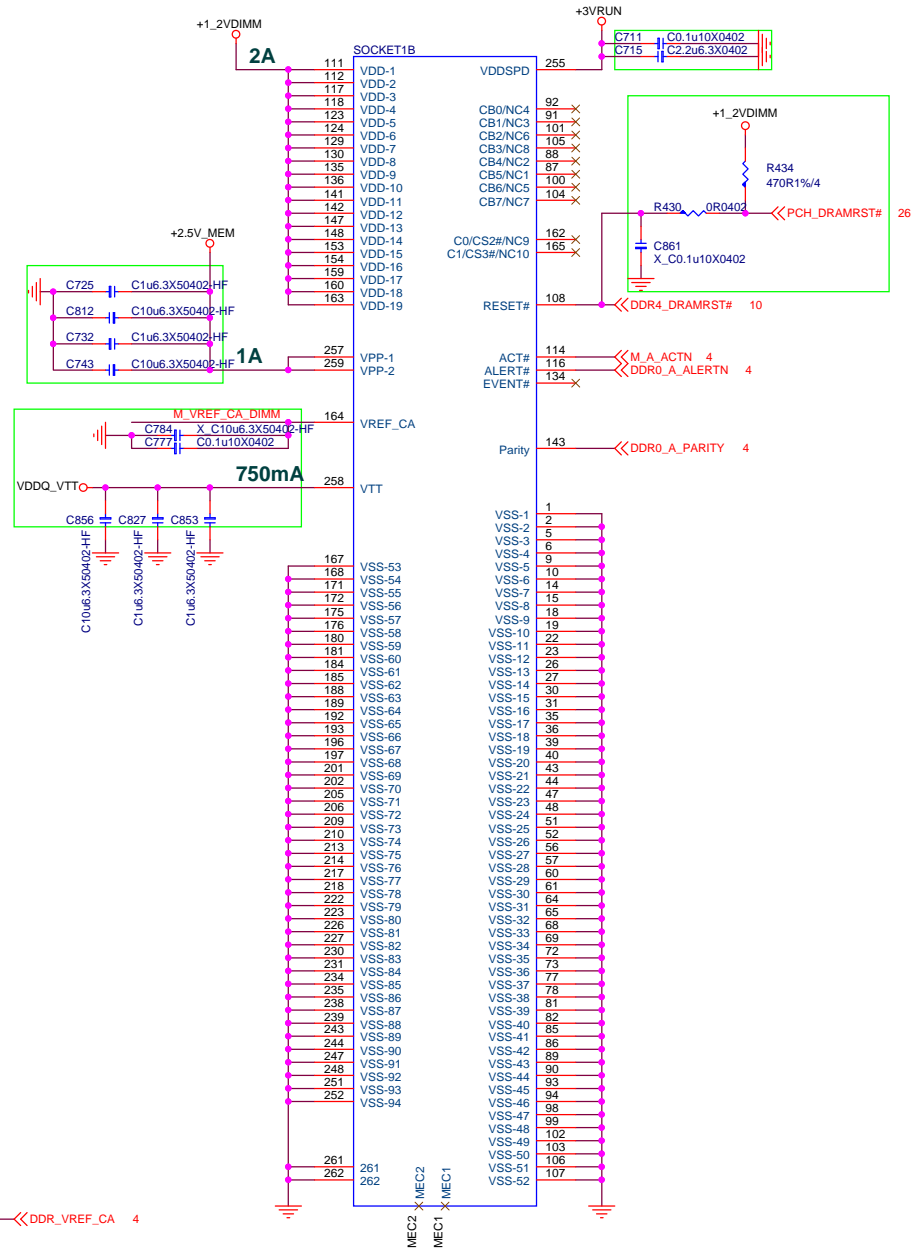 +1_2VDIMM
2A
+3VRUN
C711 C0.1u10X0402
C715 C2.2u6.3X0402
SOCKET1B
111 VDD-1
112 VDD-2
117 VDD-3
118 VDD-4
123 VDD-5
124 VDD-6
129 VDD-7
130 VDD-8
135 VDD-9
136 VDD-10
141 VDD-11
142 VDD-12
147 VDD-13
148 VDD-14
153 VDD-15
154 VDD-16
159 VDD-17
160 VDD-18
163 VDD-19
+2.5V_MEM
C725 C1u6.3X50402-HF
C812 C10u6.3X50402-HF
C732 C1u6.3X50402-HF
C743 C10u6.3X50402-HF
1A
257 VPP-1
259 VPP-2
M_VREF_CA_DIMM
C784 X_C10u6.3X50402-HF
C777 C0.1u10X0402
164 VREF_CA
750mA
VDDQ_VTT
258 VTT
C856 C827 C853
C10u6.3X50402-HF
C1u6.3X50402-HF
C1u6.3X50402-HF
167 VSS-53
168 VSS-54
171 VSS-55
172 VSS-56
175 VSS-57
176 VSS-58
180 VSS-59
181 VSS-60
184 VSS-61
185 VSS-62
188 VSS-63
189 VSS-64
192 VSS-65
193 VSS-66
196 VSS-67
197 VSS-68
201 VSS-69
202 VSS-70
205 VSS-71
206 VSS-72
209 VSS-73
210 VSS-74
213 VSS-75
214 VSS-76
217 VSS-77
218 VSS-78
222 VSS-79
223 VSS-80
226 VSS-81
227 VSS-82
230 VSS-83
231 VSS-84
234 VSS-85
235 VSS-86
238 VSS-87
239 VSS-88
243 VSS-89
244 VSS-90
247 VSS-91
248 VSS-92
251 VSS-93
252 VSS-94
261 261
262 262
VDDSPD 255
CB0/NC4 92
CB1/NC3 91
CB2/NC6 101
CB3/NC8 105
CB4/NC2 88
CB5/NC1 87
CB6/NC5 100
CB7/NC7 104
C0/CS2#/NC9 162
C1/CS3#/NC10 165
+1_2VDIMM
R434
470R1%/4
R430 0R0402
PCH_DRAMRST# 26
C861
X_C0.1u10X0402
RESET# 108 DDR4_DRAMRST# 10
ACT# 114 M_A_ACTN 4
ALERT# 116 DDR0_A_ALERTN 4
EVENT# 134
Parity 143 DDR0_A_PARITY 4
VSS-1 1
VSS-2 2
VSS-3 5
VSS-4 6
VSS-5 9
VSS-6 10
VSS-7 14
VSS-8 15
VSS-9 18
VSS-10 19
VSS-11 22
VSS-12 23
VSS-13 26
VSS-14 27
VSS-15 30
VSS-16 31
VSS-17 35
VSS-18 36
VSS-19 39
VSS-20 40
VSS-21 43
VSS-22 44
VSS-23 47
VSS-24 48
VSS-25 51
VSS-26 52
VSS-27 56
VSS-28 57
VSS-29 60
VSS-30 61
VSS-31 64
VSS-32 65
VSS-33 68
VSS-34 69
VSS-35 72
VSS-36 73
VSS-37 77
VSS-38 78
VSS-39 81
VSS-40 82
VSS-41 85
VSS-42 86
VSS-43 89
VSS-44 90
VSS-45 93
VSS-46 94
VSS-47 98
VSS-48 99
VSS-49 102
VSS-50 103
VSS-51 106
VSS-52 107
MEC2 MEC1
MEC2 MEC1
DDR_VREF_CA 4